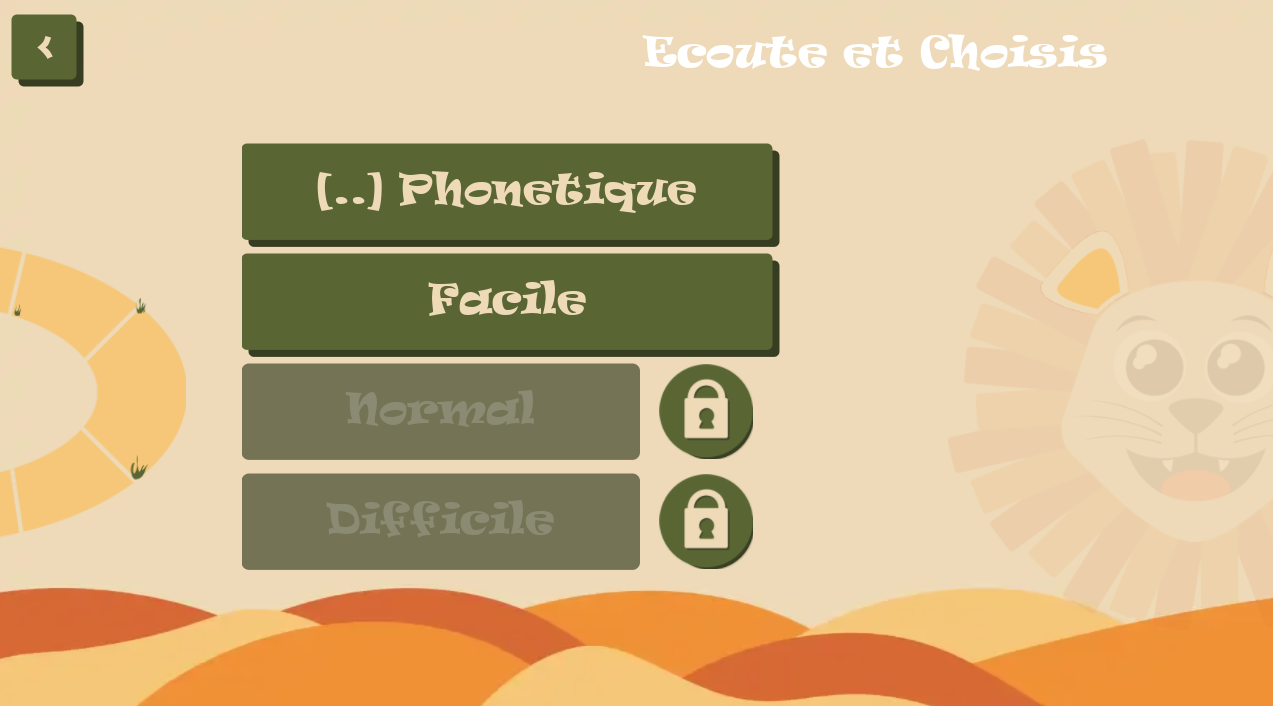 Ecoute et Choisis
(..) Phonetique
Facile
Normal
Difficile